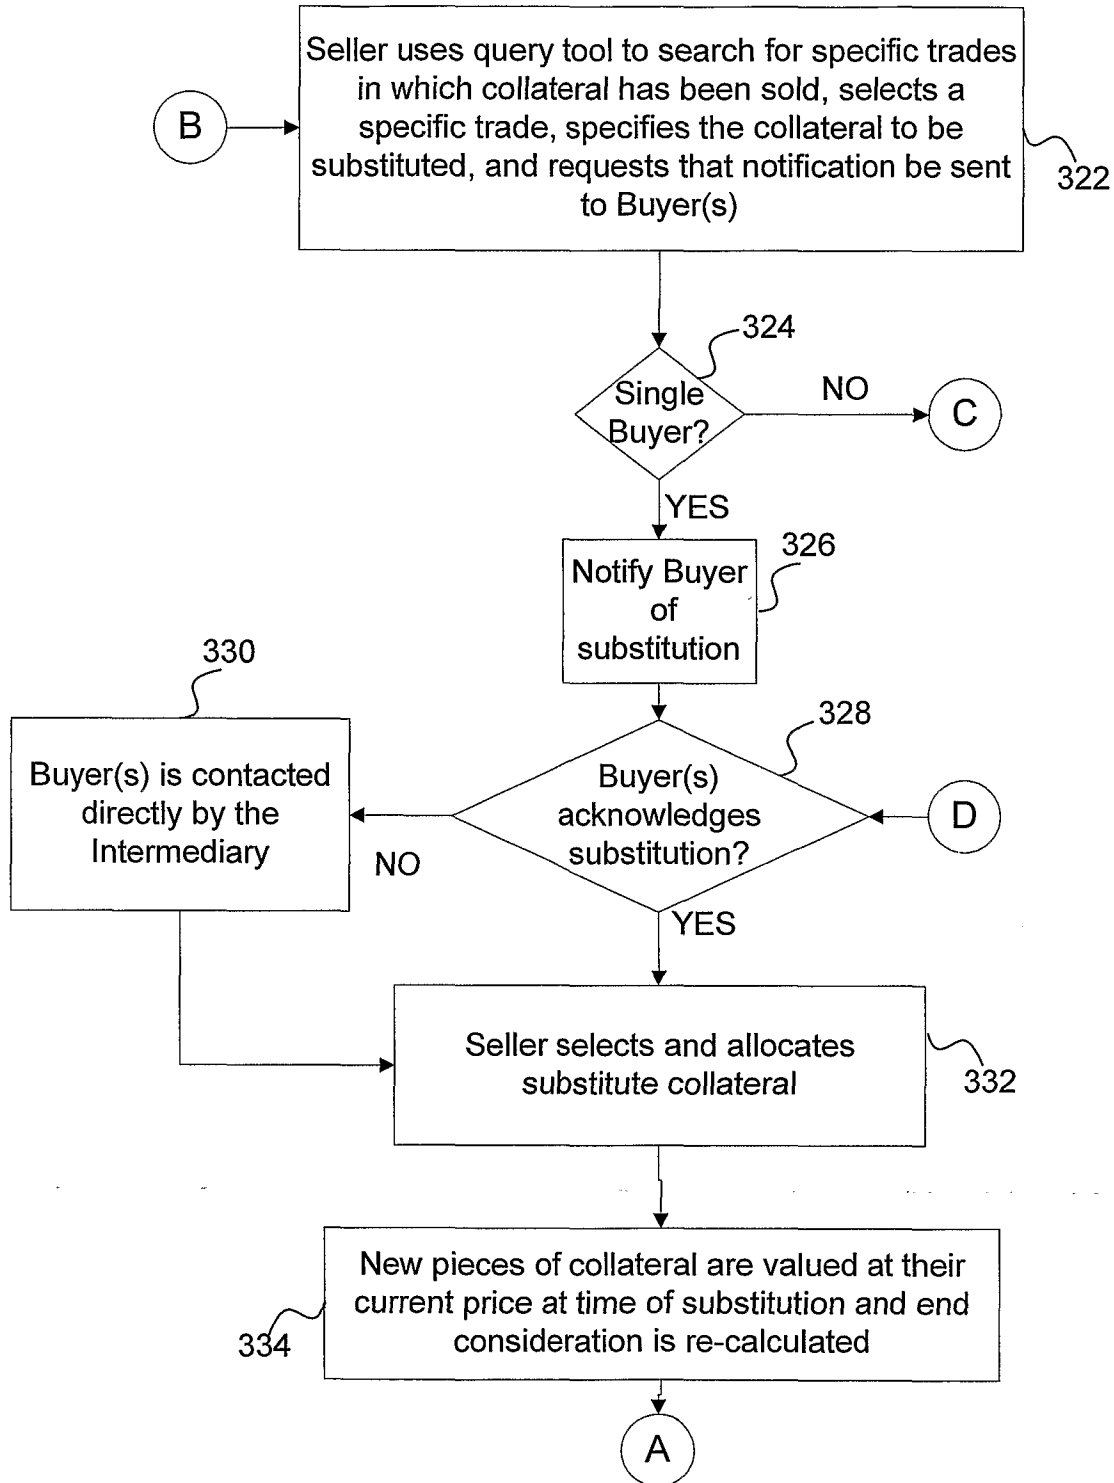 Seller uses query tool to search for specific trades
in which collateral has been sold, selects a
specific trade, specifies the collateral to be
substituted, and requests that notification be sent
to Buyer(s)
B
322
324
Single
Buyer?
NO
C
YES
326
Notify Buyer
of
substitution
330
328
Buyer(s) is contacted
directly by the
Intermediary
Buyer(s)
acknowledges
substitution?
D
NO
YES
Seller selects and allocates
substitute collateral
332
New pieces of collateral are valued at their
current price at time of substitution and end
consideration is re-calculated
334
A